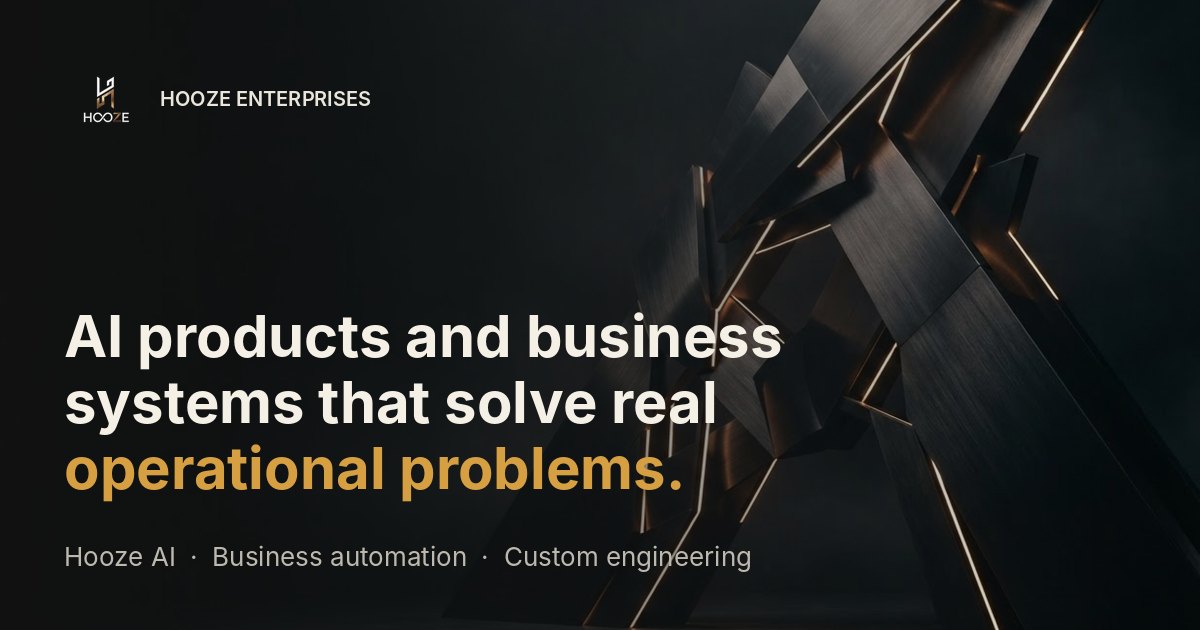 HOOZE
HOOZE ENTERPRISES
AI products and business
systems that solve real
operational problems.
Hooze AI · Business automation · Custom engineering